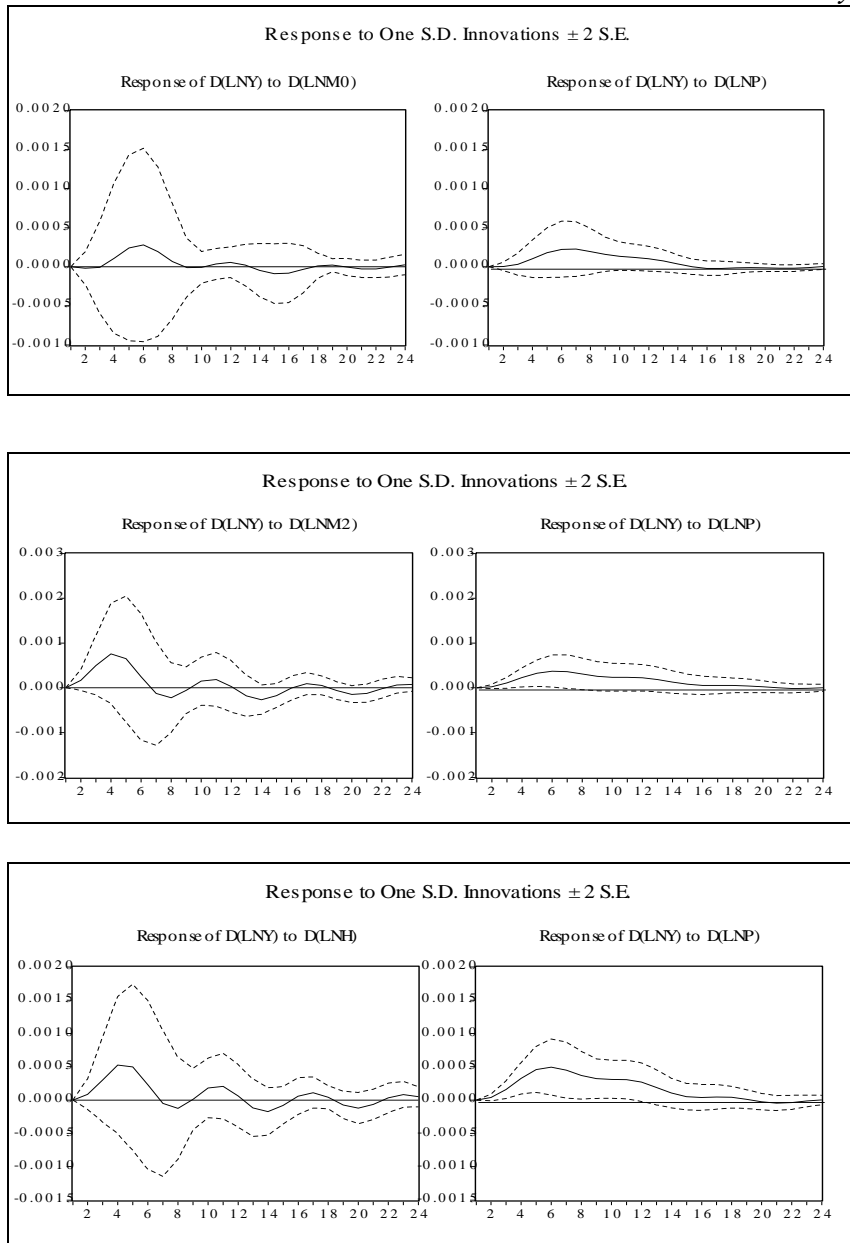 Response to One S.D. Innovations ± 2 S.E.
Response of D(LNY) to D(LNM0)
Response of D(LNY) to D(LNP)
0.0020
0.0015
0.0010
0.0005
0.0000
-0.0005
-0.0010
2 4 6 8 10 12 14 16 18 20 22 24
0.0020
0.0015
0.0010
0.0005
0.0000
-0.0005
-0.0010
2 4 6 8 10 12 14 16 18 20 22 24
Response to One S.D. Innovations ± 2 S.E.
Response of D(LNY) to D(LNM2)
Response of D(LNY) to D(LNP)
0.003
0.002
0.001
0.000
-0.001
-0.002
2 4 6 8 10 12 14 16 18 20 22 24
0.003
0.002
0.001
0.000
-0.001
-0.002
2 4 6 8 10 12 14 16 18 20 22 24
Response to One S.D. Innovations ± 2 S.E.
Response of D(LNY) to D(LNH)
Response of D(LNY) to D(LNP)
0.0020
0.0015
0.0010
0.0005
0.0000
-0.0005
-0.0010
-0.0015
2 4 6 8 10 12 14 16 18 20 22 24
0.0020
0.0015
0.0010
0.0005
0.0000
-0.0005
-0.0010
-0.0015
2 4 6 8 10 12 14 16 18 20 22 24